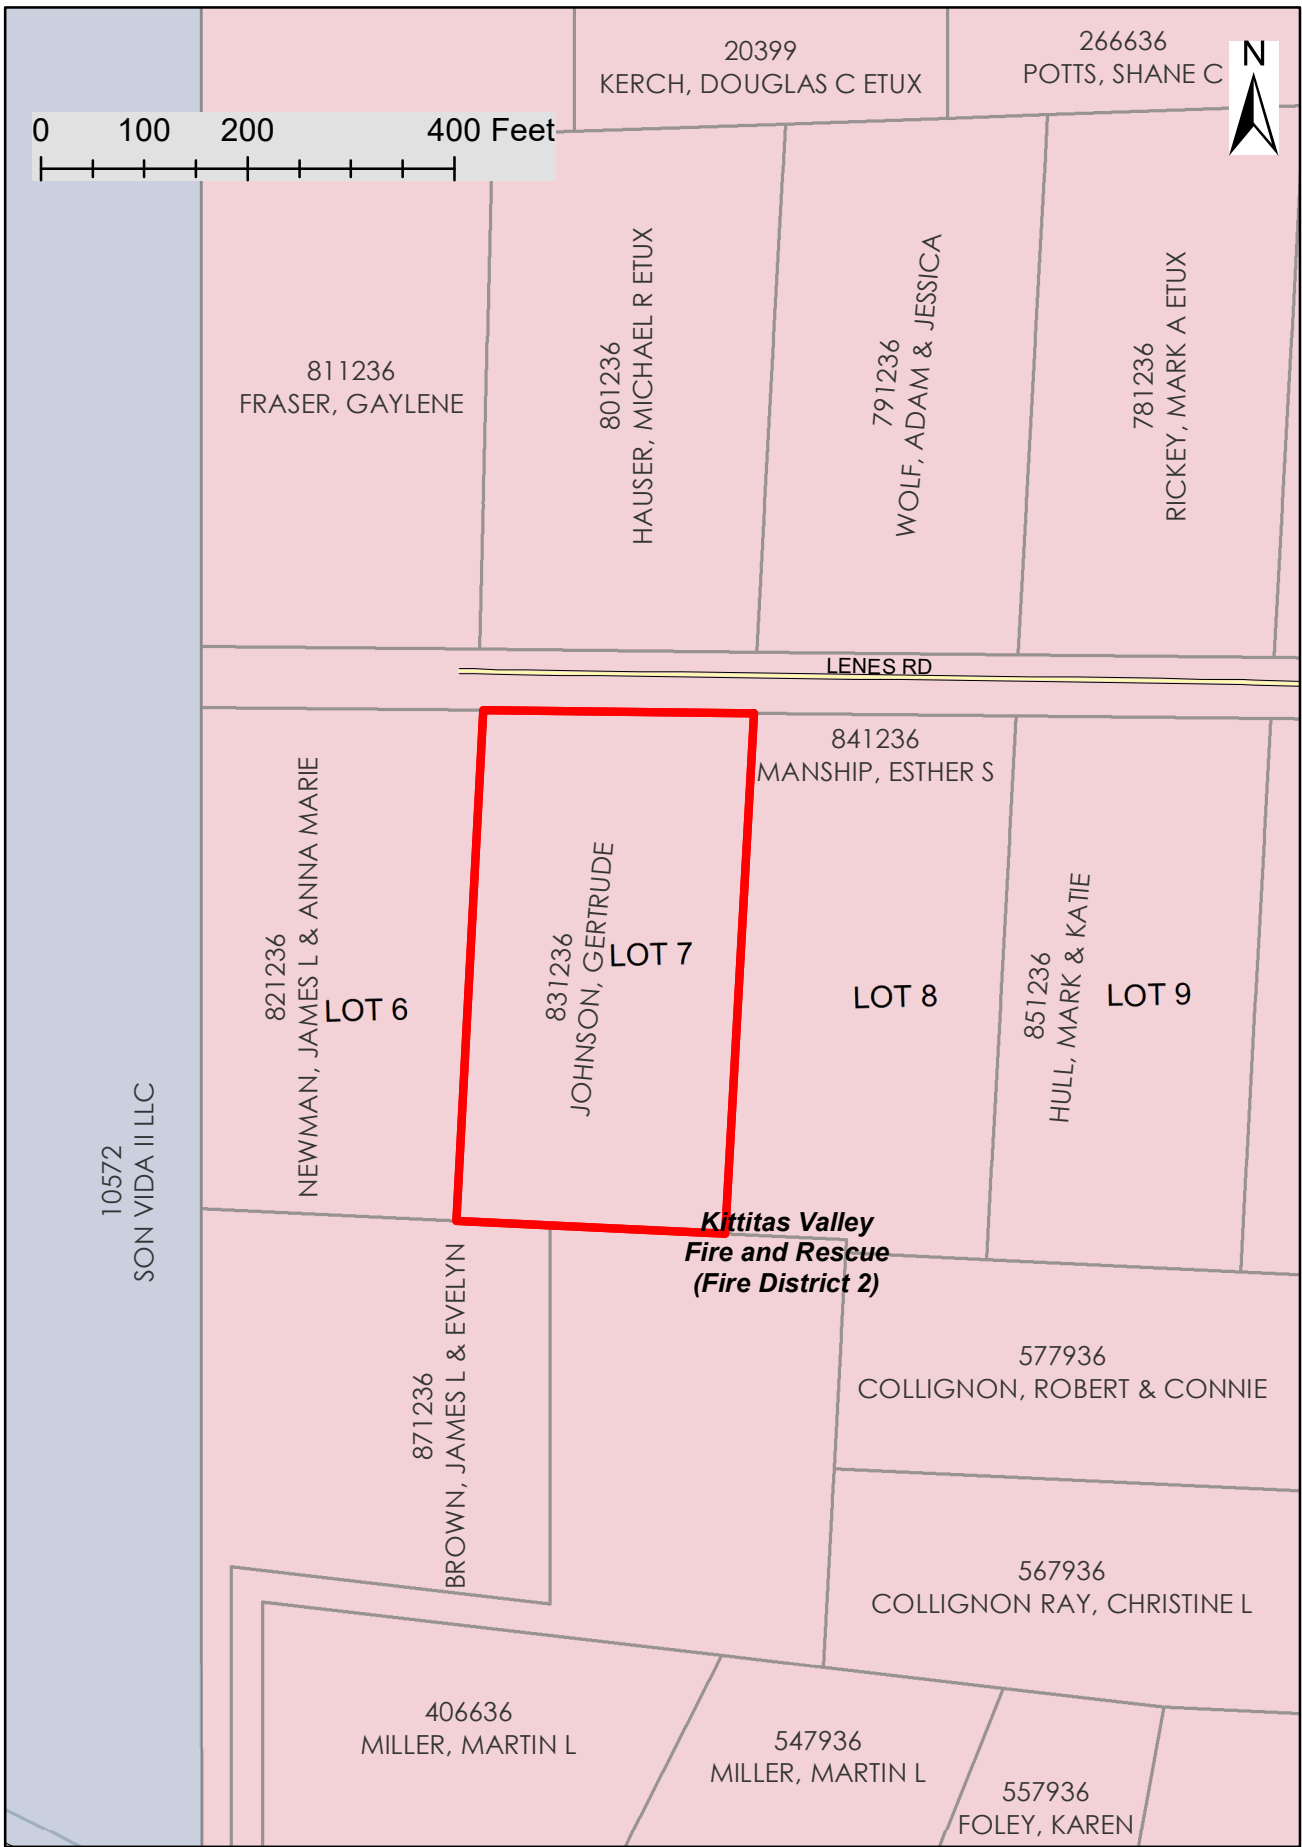 20399
KERCH, DOUGLAS C ETUX
266636
POTTS, SHANE C
N
0 100 200 400 Feet
811236
FRASER, GAYLENE
801236
HAUSER, MICHAEL R ETUX
791236
WOLF, ADAM & JESSICA
781236
RICKEY, MARK A ETUX
LENES RD
821236
NEWMAN, JAMES L & ANNA MARIE
LOT 6
831236
JOHNSON, GERTRUDE
LOT 7
841236
MANSHIP, ESTHER S
LOT 8
851236
HULL, MARK & KATIE
LOT 9
10572
SON VIDA II LLC
Kittitas Valley
Fire and Rescue
(Fire District 2)
871236
BROWN, JAMES L & EVELYN
577936
COLLIGNON, ROBERT & CONNIE
567936
COLLIGNON RAY, CHRISTINE L
406636
MILLER, MARTIN L
547936
MILLER, MARTIN L
557936
FOLEY, KAREN